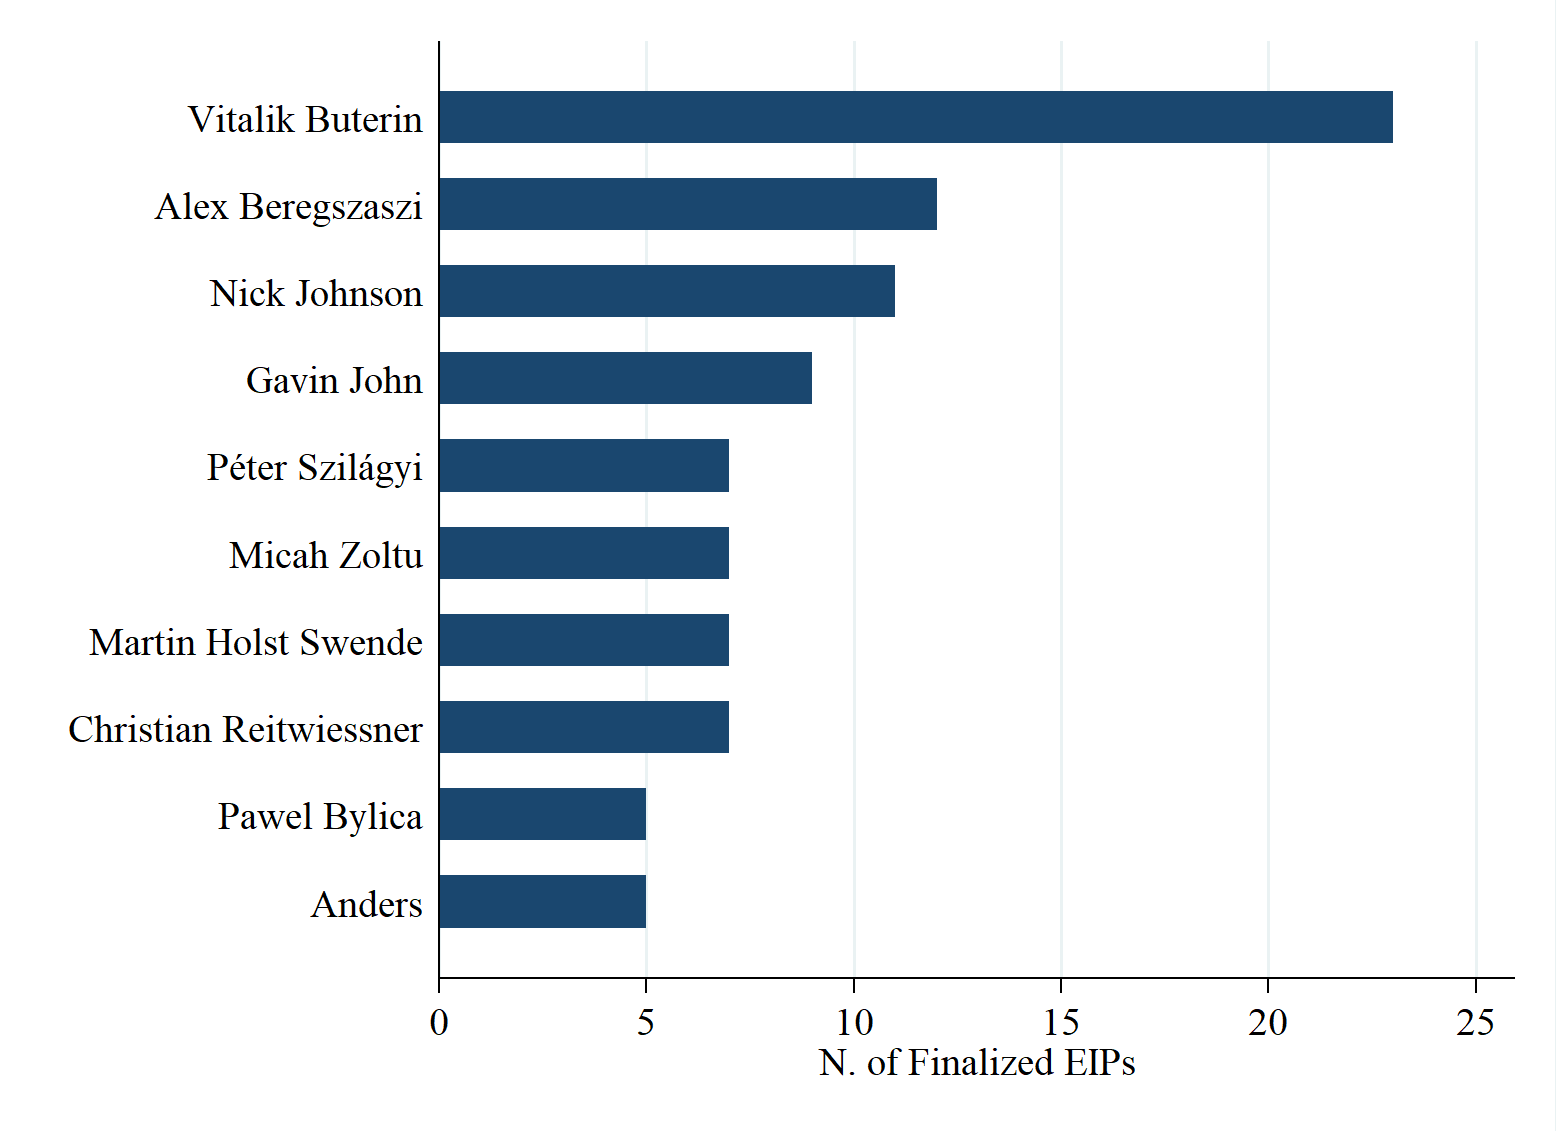 Vitalik Buterin
Alex Beregszaszi
Nick Johnson
Gavin John
Péter Szilágyi
Micah Zoltu
Martin Holst Swende
Christian Reitwiessner
Pawel Bylica
Anders
0 5 10 15 20 25
N. of Finalized EIPs